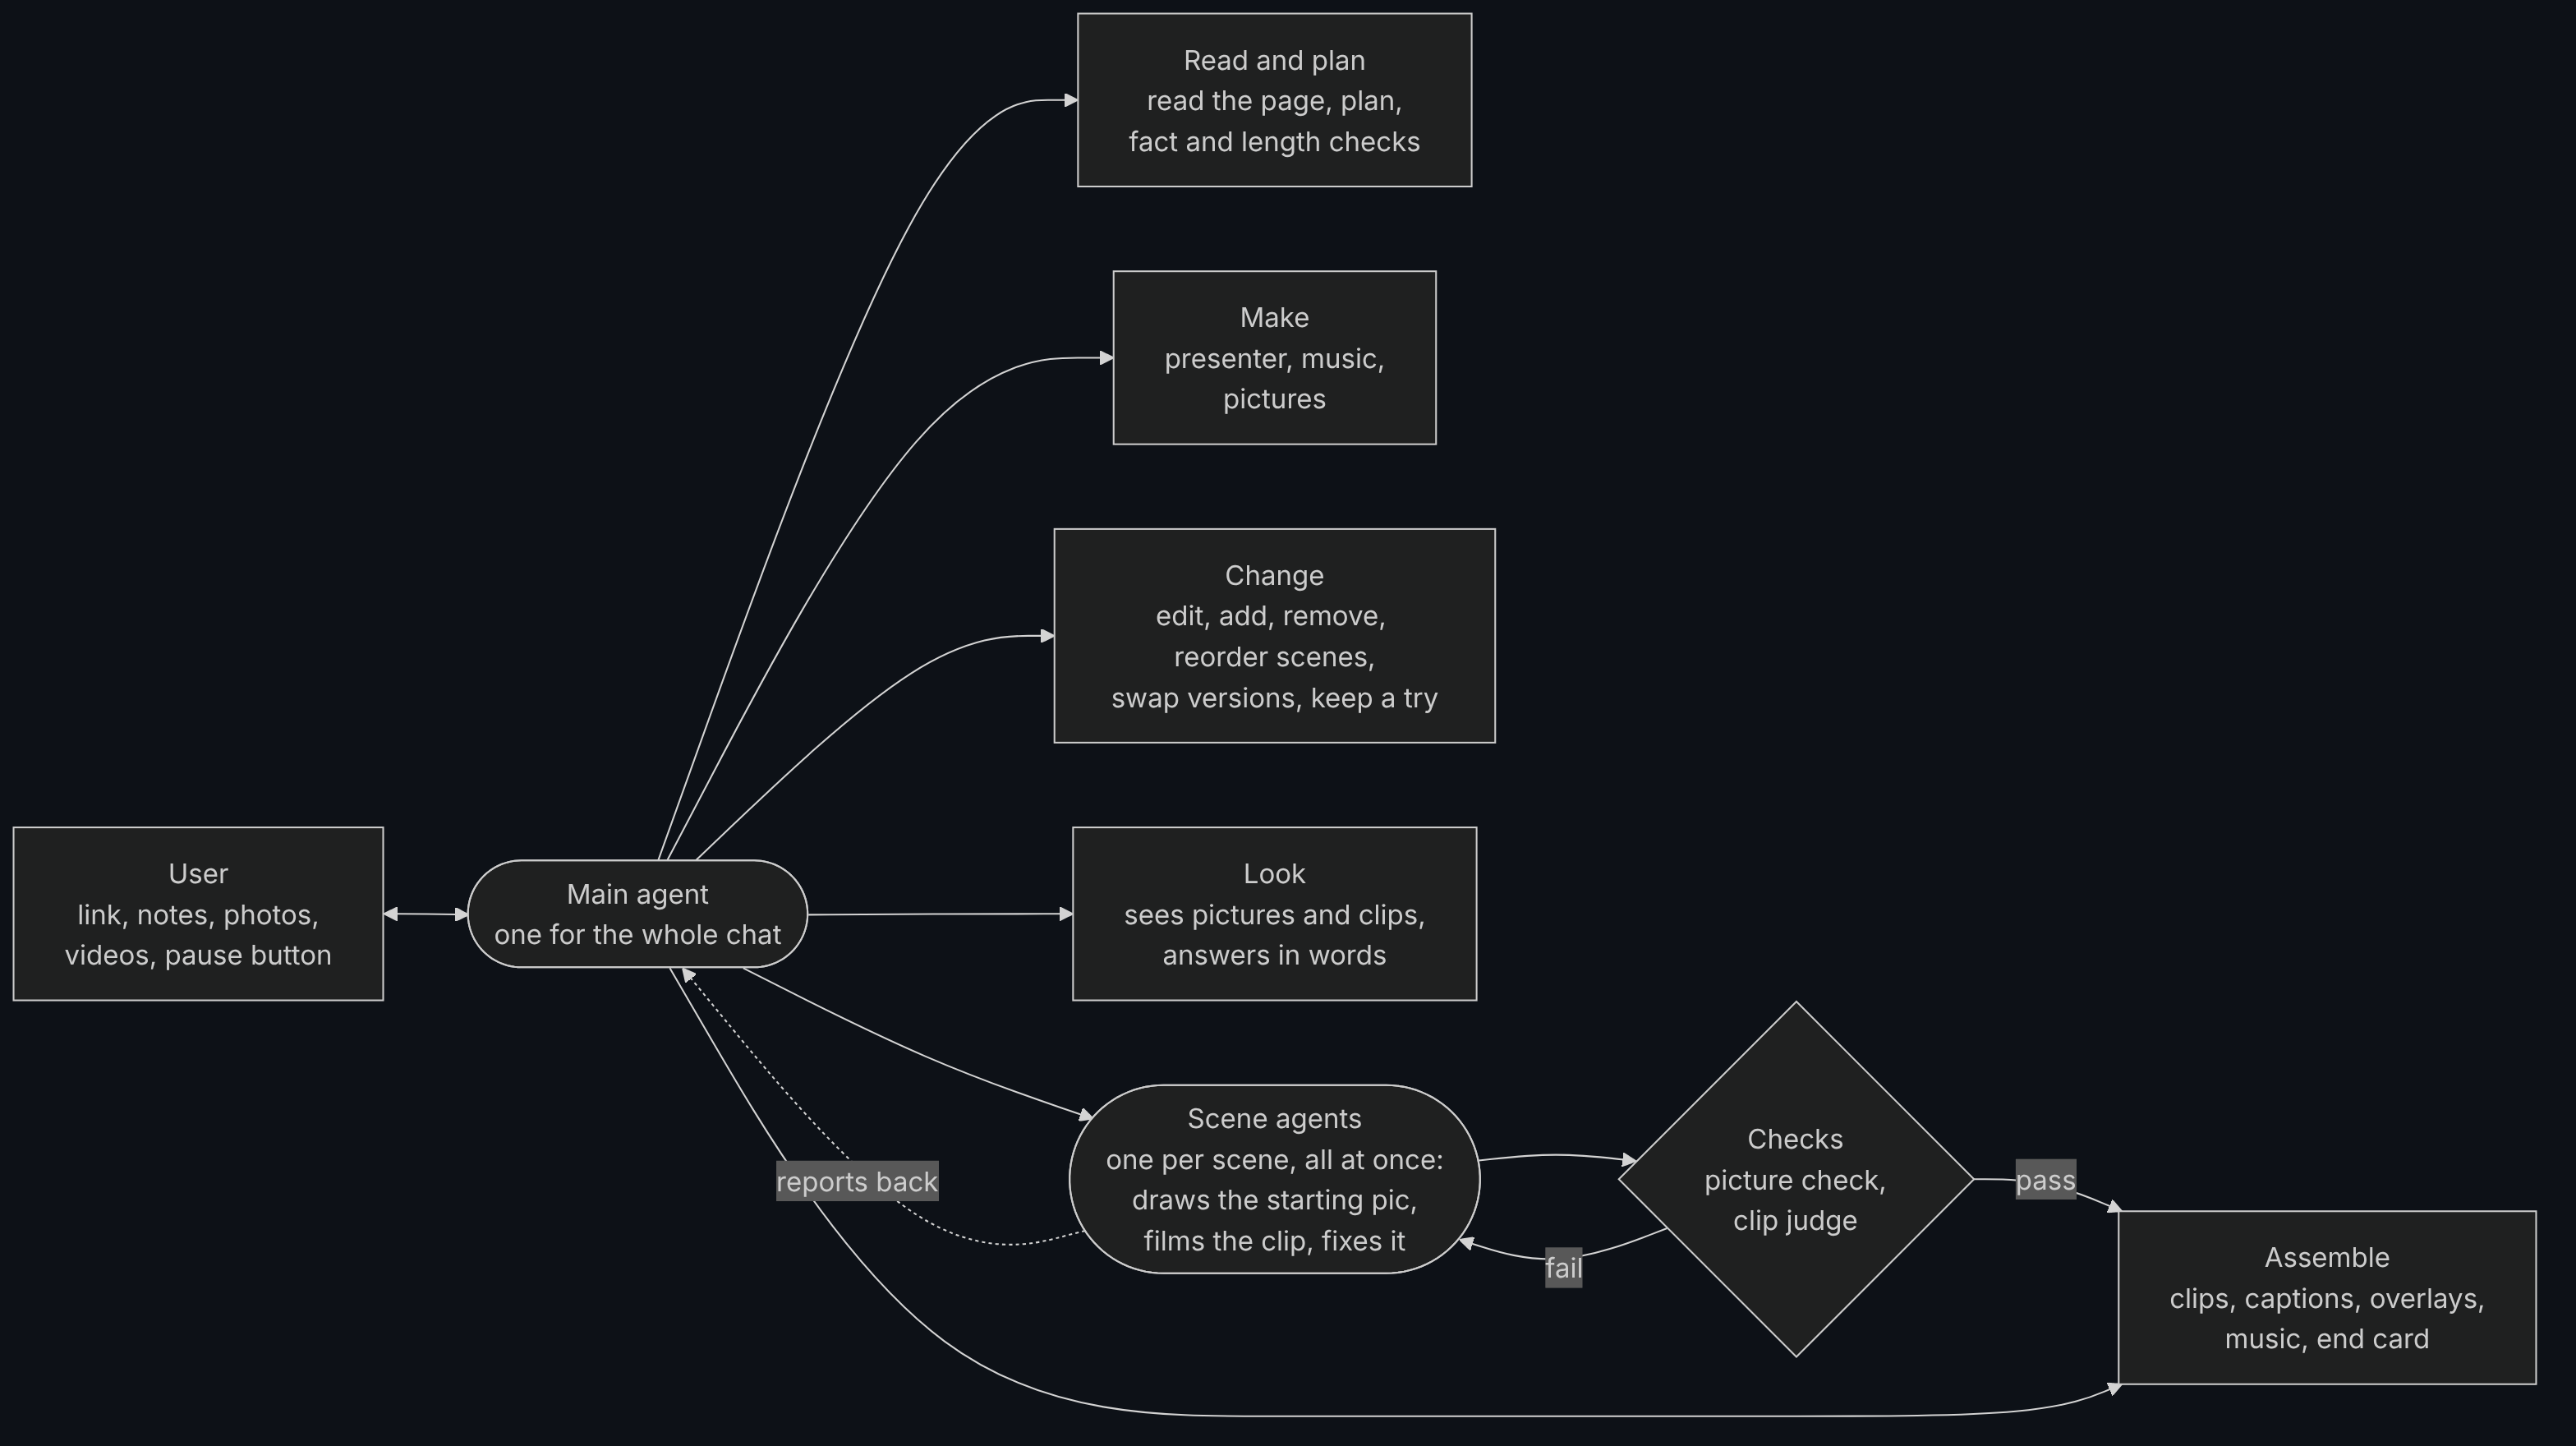 Read and plan
read the page, plan,
fact and length checks
Make
presenter, music,
pictures
Change
edit, add, remove,
reorder scenes,
swap versions, keep a try
User
link, notes, photos,
videos, pause button
Main agent
one for the whole chat
Look
sees pictures and clips,
answers in words
reports back
Scene agents
one per scene, all at once:
draws the starting pic,
films the clip, fixes it
fail
Checks
picture check,
clip judge
pass
Assemble
clips, captions, overlays,
music, end card